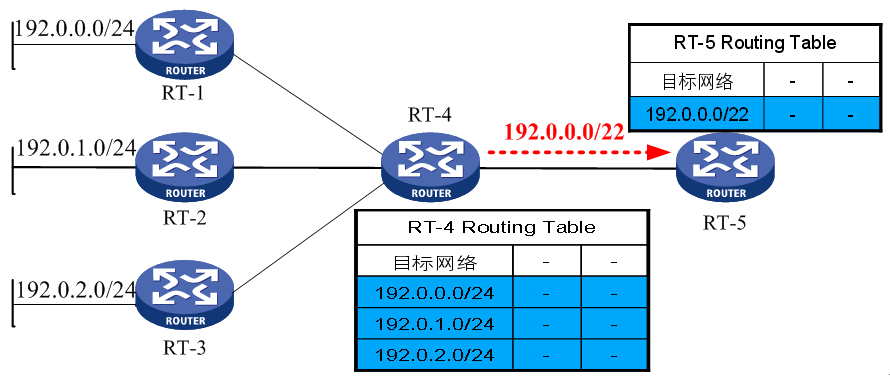 192.0.0.0/24
ROUTER
RT-1
192.0.1.0/24
ROUTER
RT-2
192.0.2.0/24
ROUTER
RT-3
RT-4
ROUTER
192.0.0.0/22
ROUTER
RT-5
RT-5 Routing Table
目标网络 - -
192.0.0.0/22 - -
RT-4 Routing Table
目标网络 - -
192.0.0.0/24 - -
192.0.1.0/24 - -
192.0.2.0/24 - -